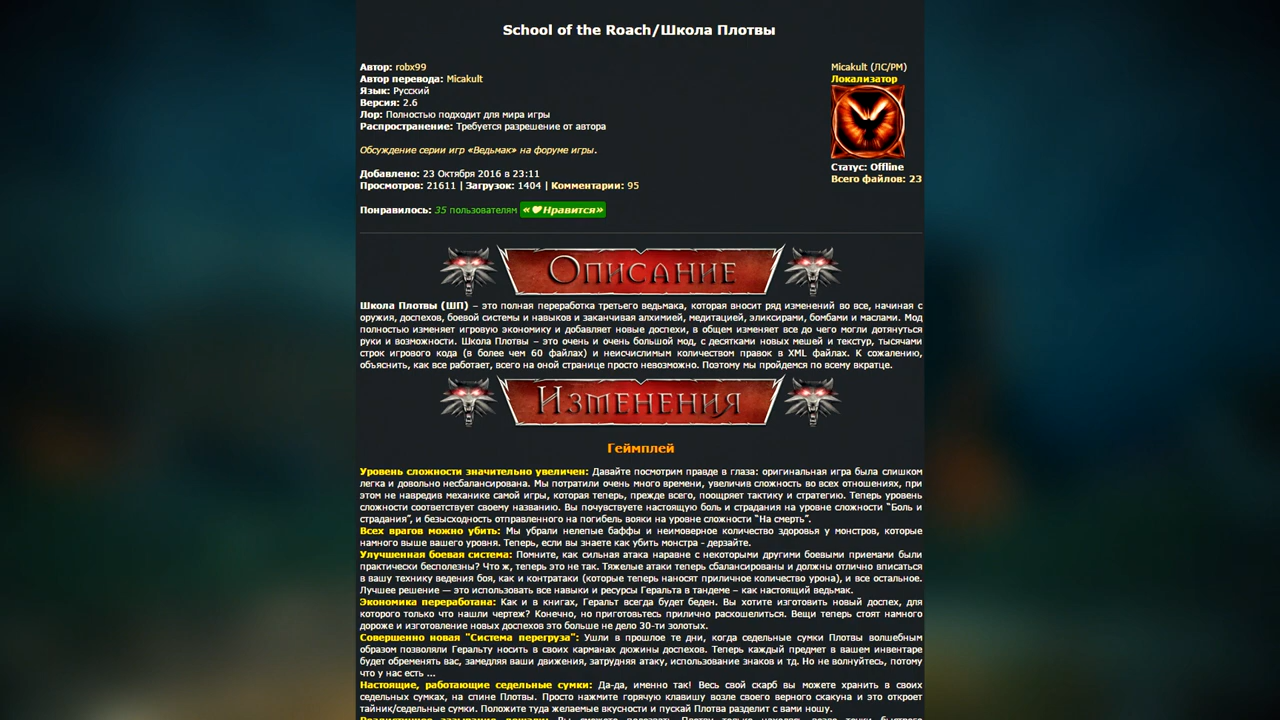 School of the Roach/Школа Плотвы
Автор: robx99
Автор перевода: Micakult
Язык: Русский
Версия: 2.6
Лор: Полностью подходит для мира игры
Распространение: Требуется разрешение от автора
Обсуждение серии игр «Ведьмак» на форуме игры.
Добавлено: 23 Октября 2016 в 23:11
Просмотров: 21611 | Загрузок: 1404 | Комментарии: 95
Понравилось: 35 пользователям «❤Нравится»
Micakult (ЛС/РМ)
Локализатор
Статус: Offline
Всего файлов: 23
Описание
Школа Плотвы (ШП) – это полная переработка третьего ведьмака, которая вносит ряд изменений во все, начиная с
оружия, доспехов, боевой системы и навыков и заканчивая алхимией, медитацией, эликсирами, бомбами и маслами. Мод
полностью изменяет игровую экономику и добавляет новые доспехи, в общем изменяет все до чего могли дотянуться
руки и возможности. Школа Плотвы – это очень и очень большой мод, с десятками новых мешей и текстур, тысячами
строк игрового кода (в более чем 60 файлах) и неисчислимым количеством правок в XML файлах. К сожалению,
объяснить, как все работает, всего на оной странице просто невозможно. Поэтому мы пройдемся по всему вкратце.
Изменения
Геймплей
Уровень сложности значительно увеличен: Давайте посмотрим правде в глаза: оригинальная игра была слишком
легка и довольно несбалансирована. Мы потратили очень много времени, увеличив сложность во всех отношениях, при
этом не навредив механике самой игры, которая теперь, прежде всего, поощряет тактику и стратегию. Теперь уровень
сложности соответствует своему названию. Вы почувствуете настоящую боль и страдания на уровне сложности “Боль и
страдания”, и безысходность отправленного на погибель вояки на уровне сложности “На смерть”.
Всех врагов можно убить: Мы убрали нелепые баффы и неимоверное количество здоровья у монстров, которые
намного выше вашего уровня. Теперь, если вы знаете как убить монстра - дерзайте.
Улучшенная боевая система: Помните, как сильная атака наравне с некоторыми другими боевыми приемами были
практически бесполезны? Что ж, теперь это не так. Тяжелые атаки теперь сбалансированы и должны отлично вписаться
в вашу технику ведения боя, как и контратаки (которые теперь наносят приличное количество урона), и все остальное.
Лучшее решение — это использовать все навыки и ресурсы Геральта в тандеме – как настоящий ведьмак.
Экономика переработана: Как и в книгах, Геральт всегда будет беден. Вы хотите изготовить новый доспех, для
которого только что нашли чертеж? Конечно, но приготовьтесь прилично раскошелиться. Вещи теперь стоят намного
дороже и изготовление новых доспехов это больше не дело 30-ти золотых.
Совершенно новая "Система перегруза": Ушли в прошлое те дни, когда седельные сумки Плотвы волшебным
образом позволяли Геральту носить в своих карманах дюжины доспехов. Теперь каждый предмет в вашем инвентаре
будет обременять вас, замедляя ваши движения, затрудняя атаку, использование знаков и тд. Но не волнуйтесь, потому
что у нас есть ...
Настоящие, работающие седельные сумки: Да-да, именно так! Весь свой скарб вы можете хранить в своих
седельных сумках, на спине Плотвы. Просто нажмите горячую клавишу возле своего верного скакуна и это откроет
тайник/седельные сумки. Положите туда желаемые вкусности и пускай Плотва разделит с вами ношу.